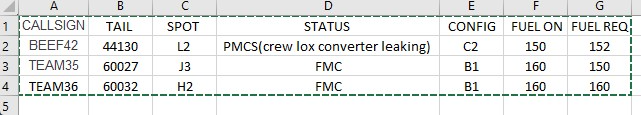 A B C D E F G
1 CALLSIGN TAIL SPOT STATUS CONFIG FUEL ON FUEL REQ
2 BEEF42 44130 L2 PMCS(crew lox converter leaking) C2 150 152
3 TEAM35 60027 J3 FMC B1 160 150
4 TEAM36 60032 H2 FMC B1 160 160
5